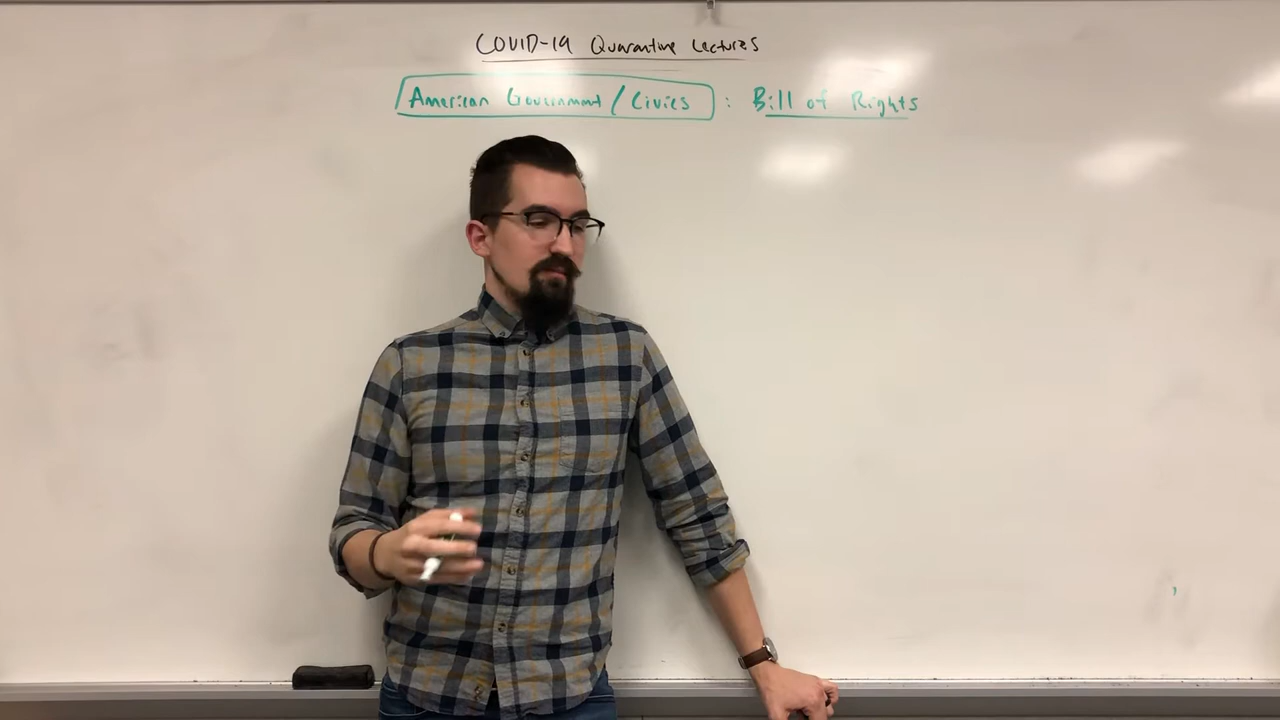 COVID-19 Quarantine Lectures
American Government / Civics : Bill of Rights